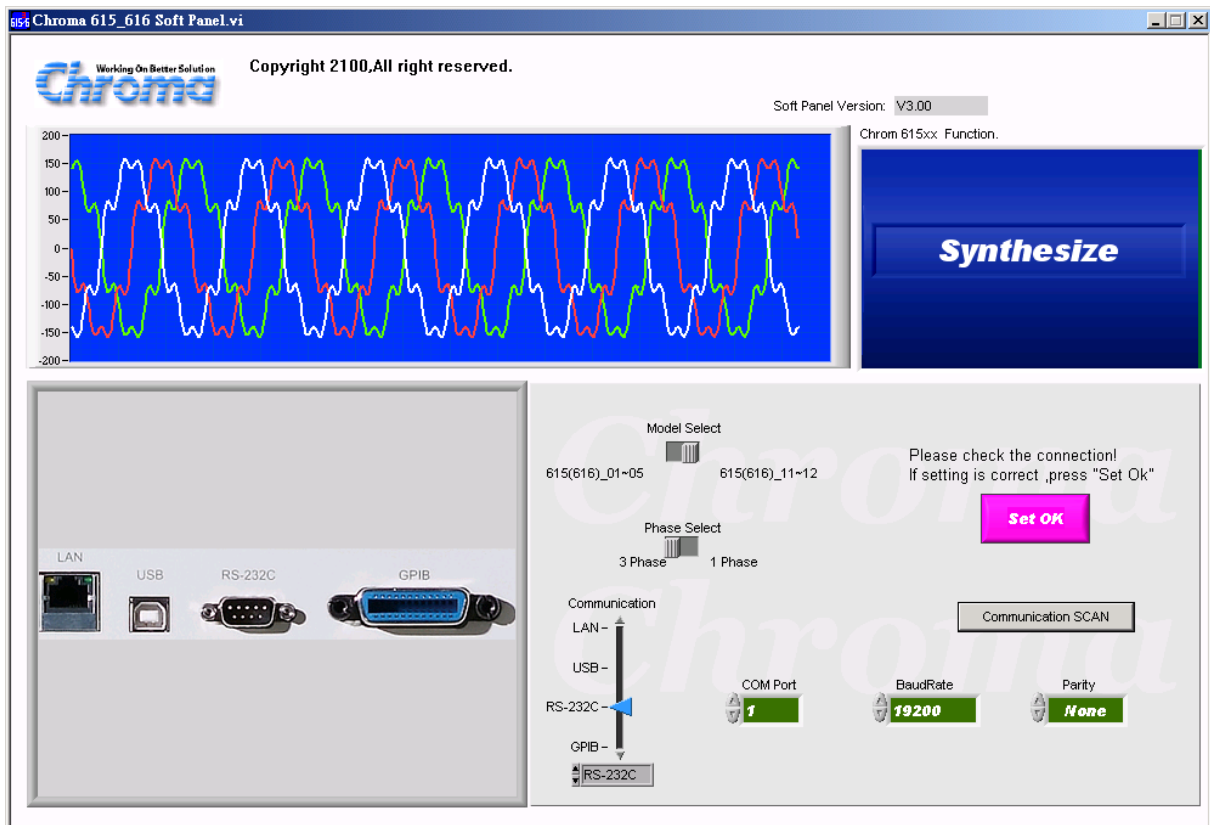 Chroma 615_616 Soft Panel.vi
Working On Better Solution
Chroma
Copyright 2100,All right reserved.
Soft Panel Version: V3.00
Chrom 615xx Function.
200
150
100
50
0
-50
-100
-150
-200
Synthesize
LAN
USB
RS-232C
GPIB
Chroma
Chroma
Model Select
615(616)_01~05
615(616)_11~12
Phase Select
3 Phase
1 Phase
Please check the connection!
If setting is correct ,press "Set Ok"
Set OK
Communication
LAN
USB
RS-232C
GPIB
RS-232C
Communication SCAN
COM Port
1
BaudRate
19200
Parity
None